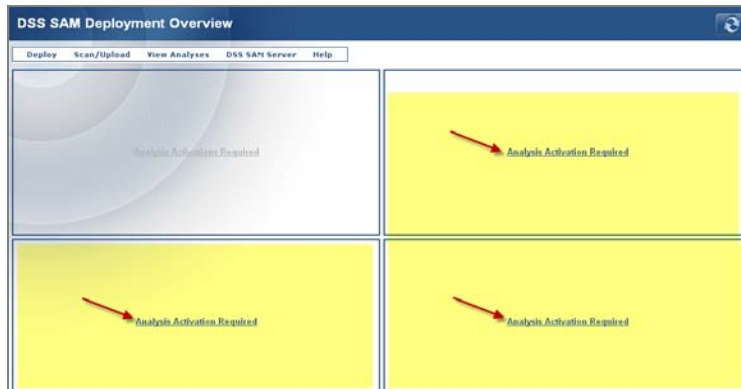 DSS SAM Deployment Overview
Deploy Scan/Upload View Analyses DSS SAM Server Help
Analysis Activations Required
Analysis Activation Required
Analysis Activation Required
Analysis Activation Required